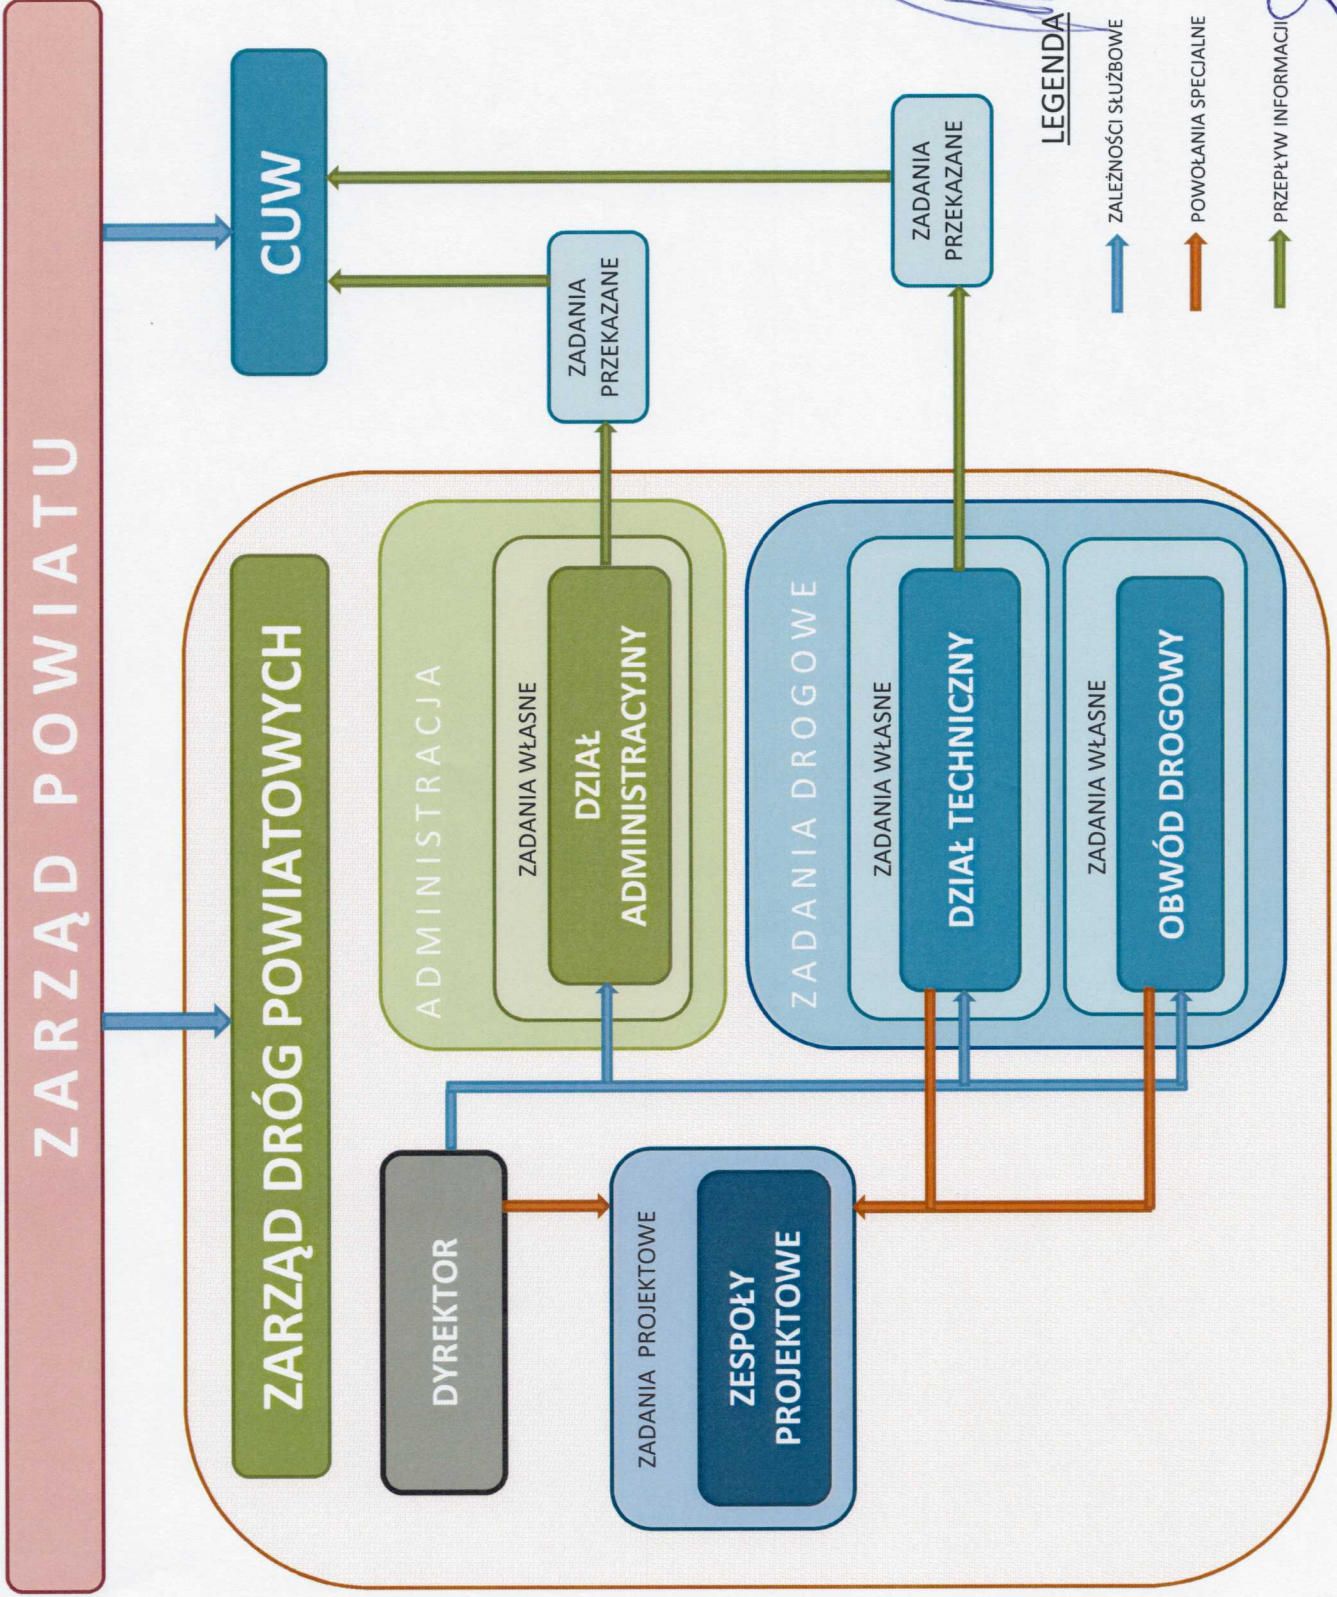 ZARZĄD POWIATU
ZARZĄD DRÓG POWIATOWYCH
CUW
DYREKTOR
ADMINISTRACJA
ZADANIA WŁASNE
DZIAŁ
ADMINISTRACYJNY
ZADANIA
PRZEKAZANE
ZADANIA PROJEKTOWE
ZESPOŁY
PROJEKTOWE
ZADANIA DROGOWE
ZADANIA WŁASNE
DZIAŁ TECHNICZNY
ZADANIA
PRZEKAZANE
ZADANIA WŁASNE
OBWÓD DROGOWY
LEGENDA
ZALEŻNOŚCI SŁUŻBOWE
POWOŁANIA SPECJALNE
PRZEPŁYW INFORMACJI